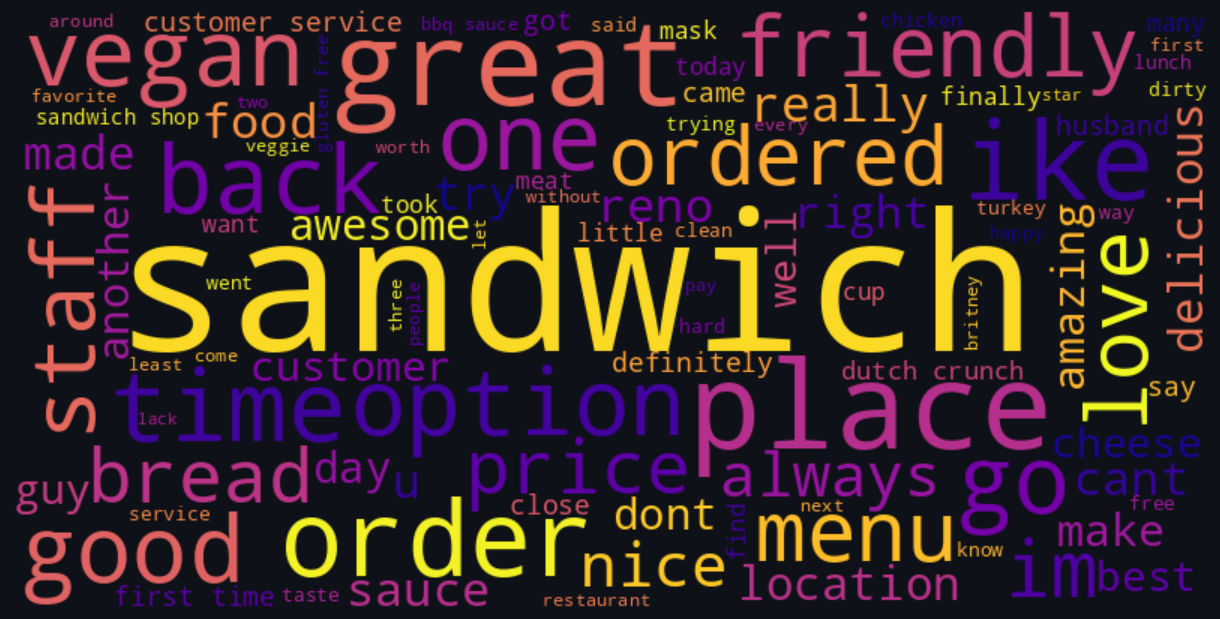 around
customer service
bbq sauce
got
said
mask
chicken
many
vegan
great
friendly
first
lunch
today
gluten free
favorite
two
came
really
finally
star
dirty
sandwich shop
food
one
trying
every
husband
made
veggie
worth
back
ordered
ike
delicious
staff
another
try
meat
without
took
reno
right
turkey
way
want
awesome
let
little
clean
well
happy
amazing
love
sandwich
went
three
people
pay
cup
hard
britney
least
come
customer
definitely
dutch crunch
say
time
option
place
lack
cheese
guy
bread
day
u
price
always
go
cant
service
close
dont
find
next
menu
free
good
order
nice
know
make
im
best
location
first time
taste
sauce
restaurant